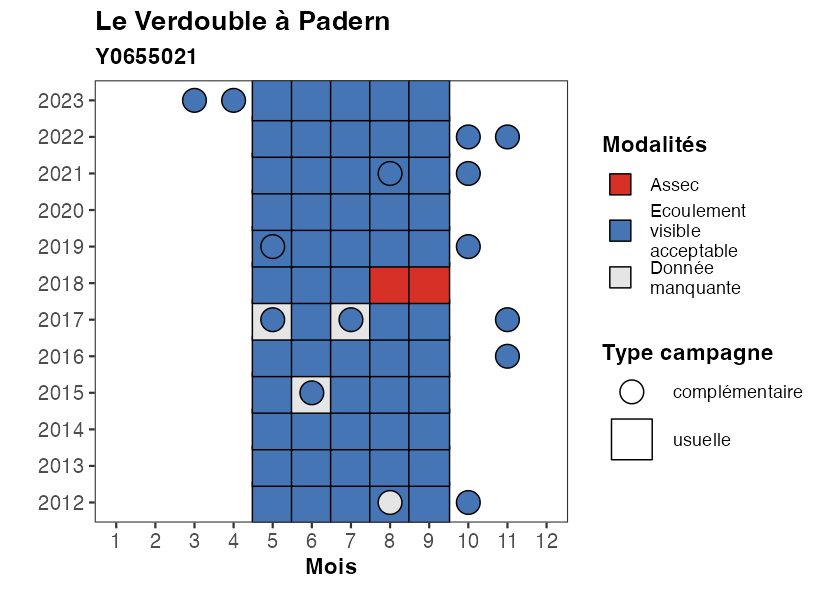 Le Verdouble à Padern
Y0655021
2023
2022
2021
2020
2019
2018
2017
2016
2015
2014
2013
2012
1 2 3 4 5 6 7 8 9 10 11 12
Mois
Modalités
Assec
Ecoulement
visible
acceptable
Donnée
manquante
Type campagne
complémentaire
usuelle